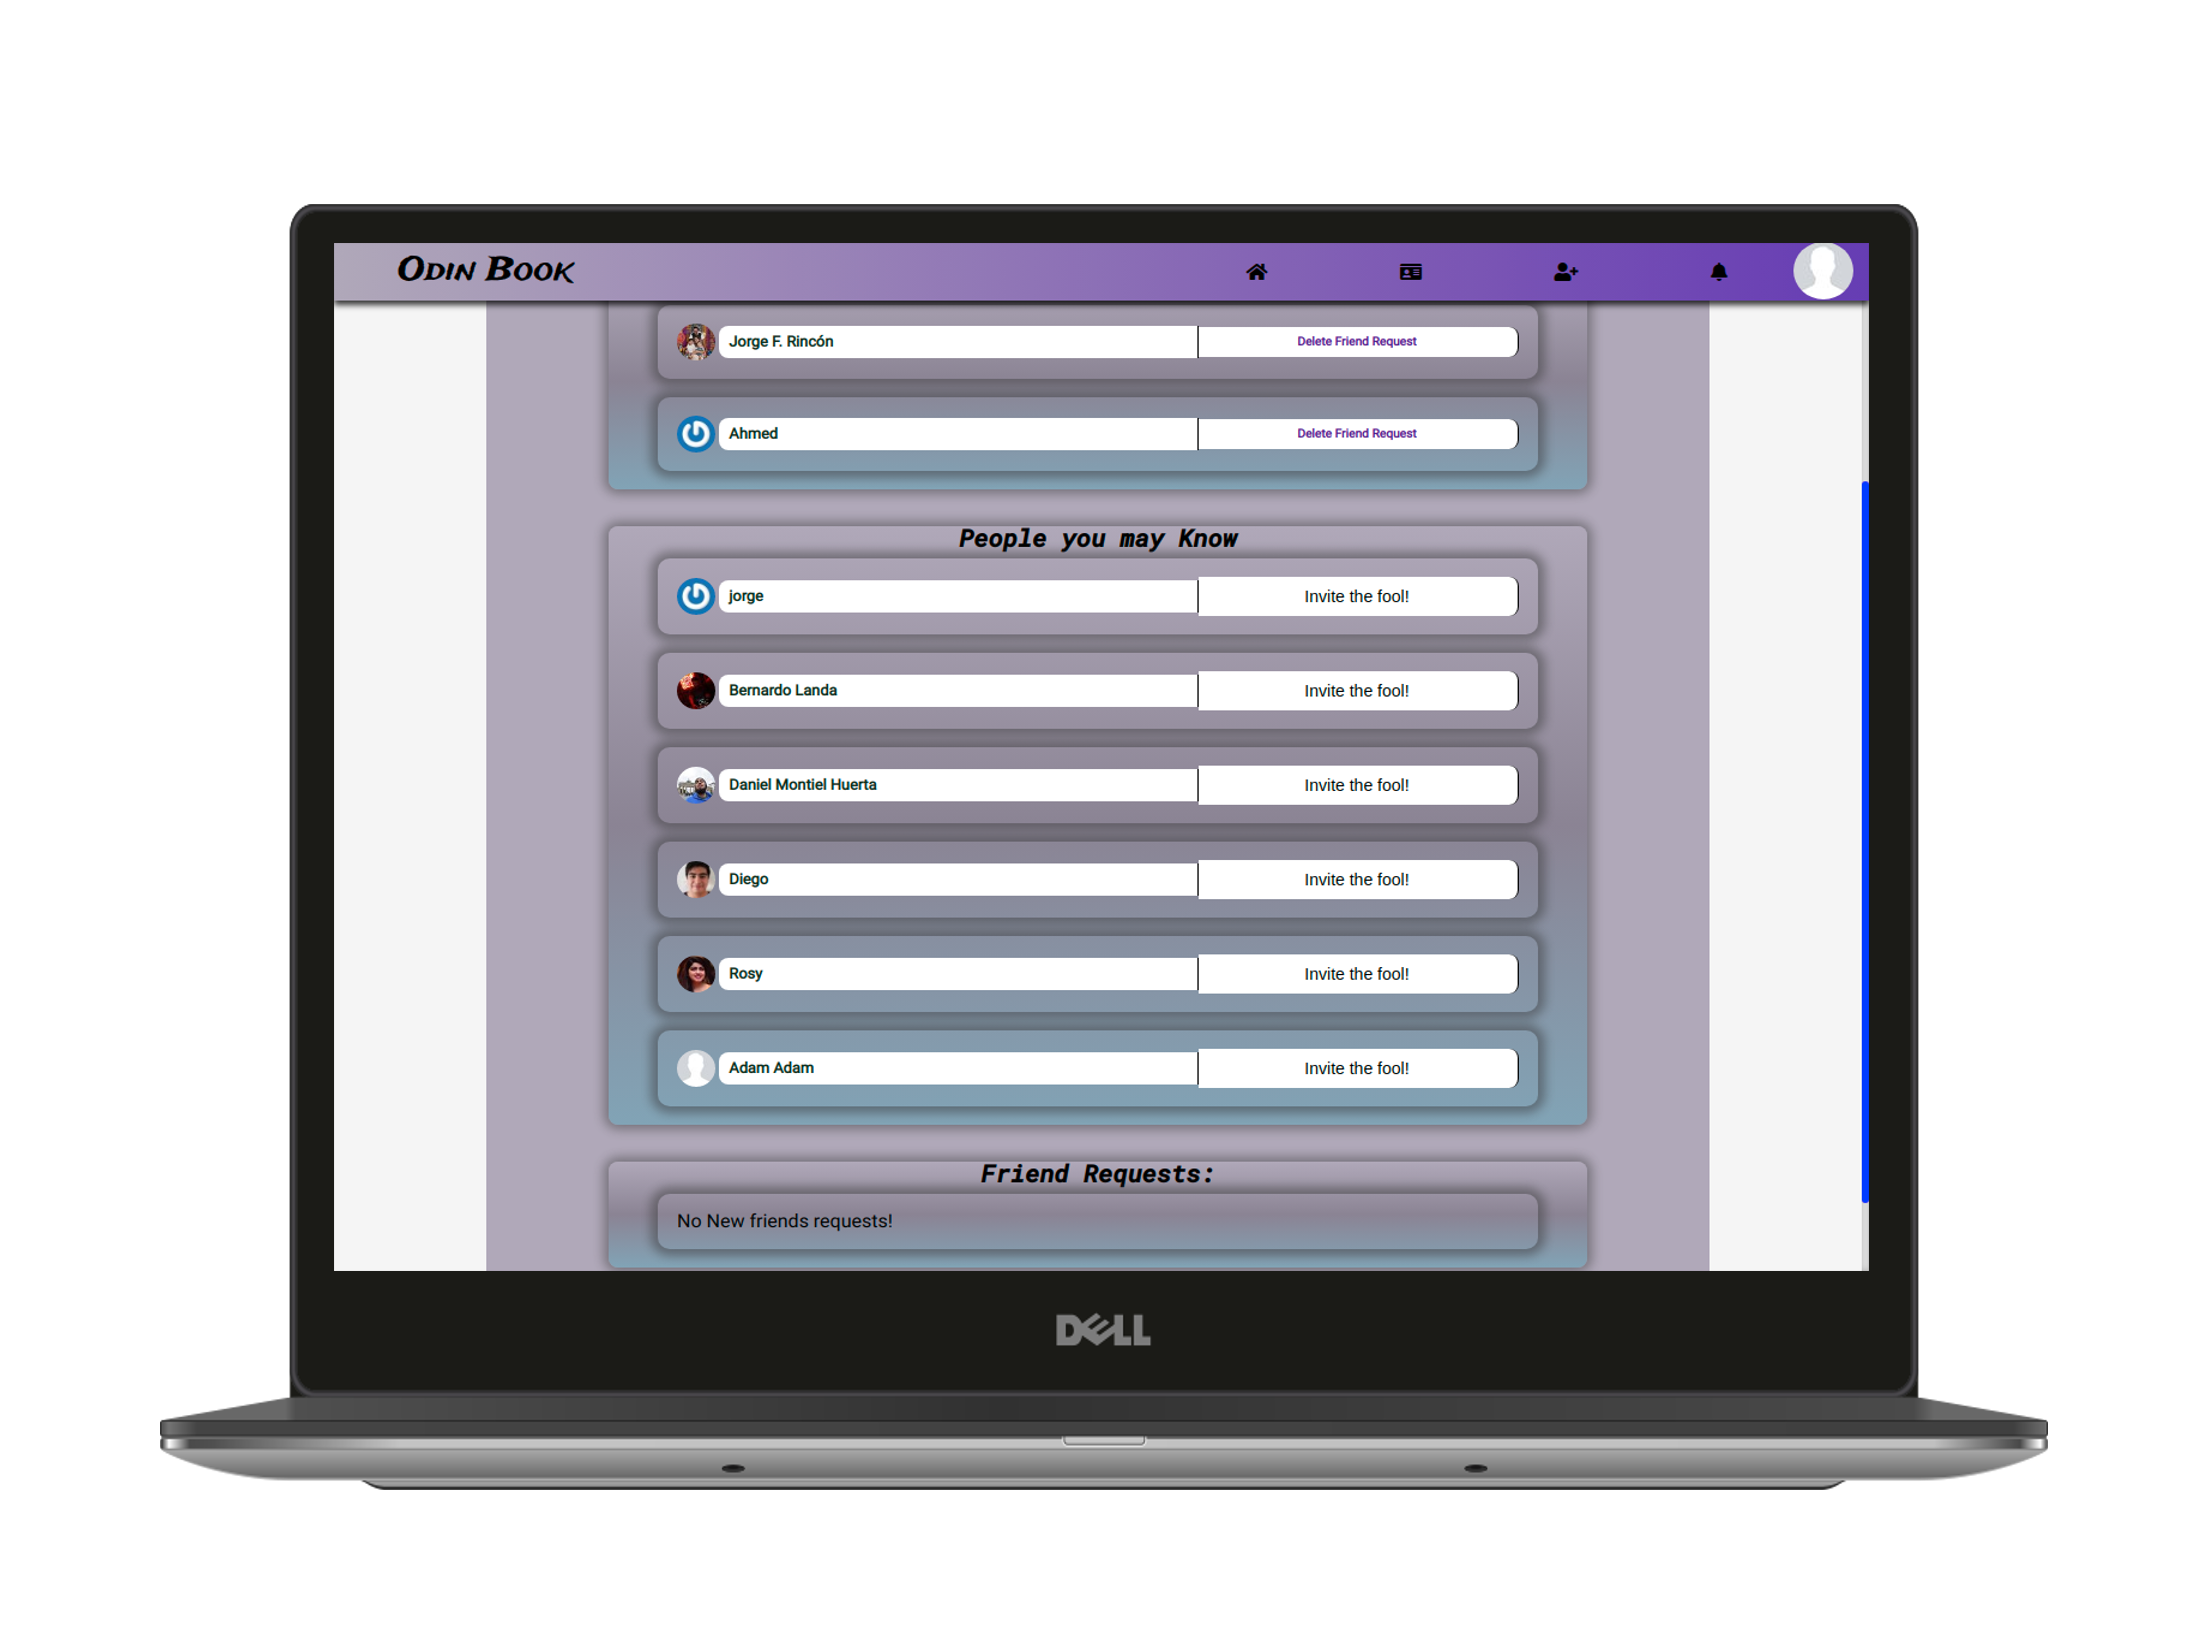 Odin Book
Jorge F. Rincón Delete Friend Request
Ahmed Delete Friend Request
People you may Know
jorge Invite the fool!
Bernardo Landa Invite the fool!
Daniel Montiel Huerta Invite the fool!
Diego Invite the fool!
Rosy Invite the fool!
Adam Adam Invite the fool!
Friend Requests:
No New friends requests!
DELL